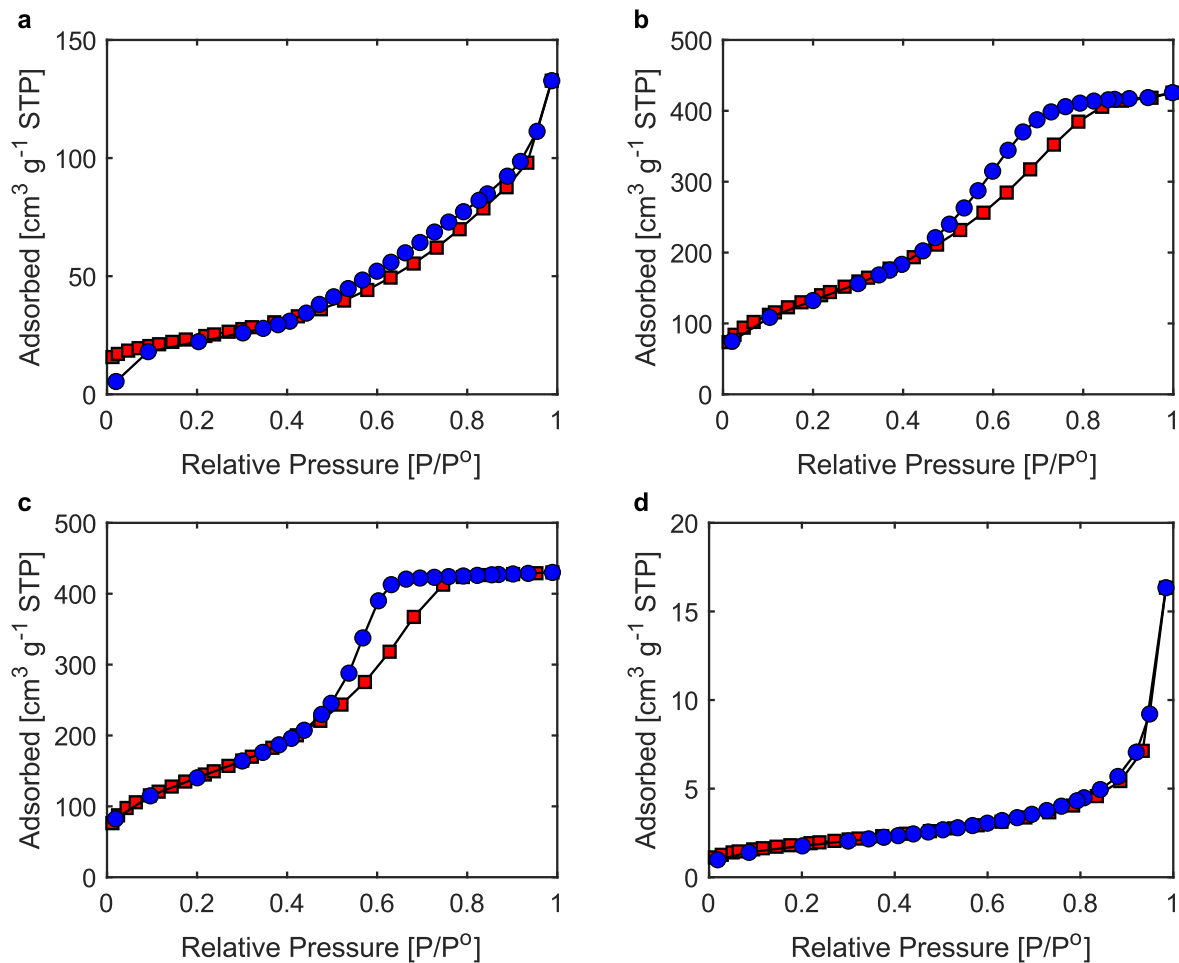 a
150
100
50
0
Adsorbed [cm³ g⁻¹ STP]
0 0.2 0.4 0.6 0.8 1
Relative Pressure [P/Pº]
b
500
400
300
200
100
0
Adsorbed [cm³ g⁻¹ STP]
0 0.2 0.4 0.6 0.8 1
Relative Pressure [P/Pº]
c
500
400
300
200
100
0
Adsorbed [cm³ g⁻¹ STP]
0 0.2 0.4 0.6 0.8 1
Relative Pressure [P/Pº]
d
20
15
10
5
0
Adsorbed [cm³ g⁻¹ STP]
0 0.2 0.4 0.6 0.8 1
Relative Pressure [P/Pº]